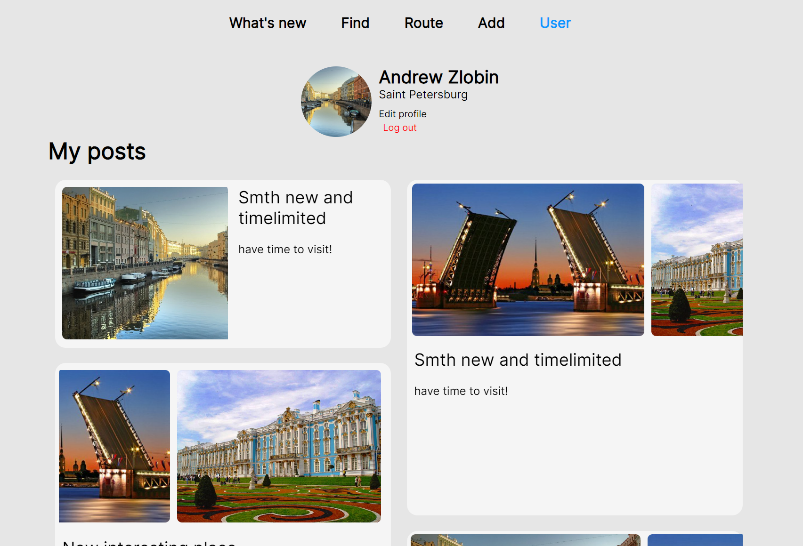 What's new Find Route Add User
Andrew Zlobin
Saint Petersburg
Edit profile
Log out
My posts
Smth new and
timelimited
have time to visit!
Smth new and timelimited
have time to visit!
New interesting place